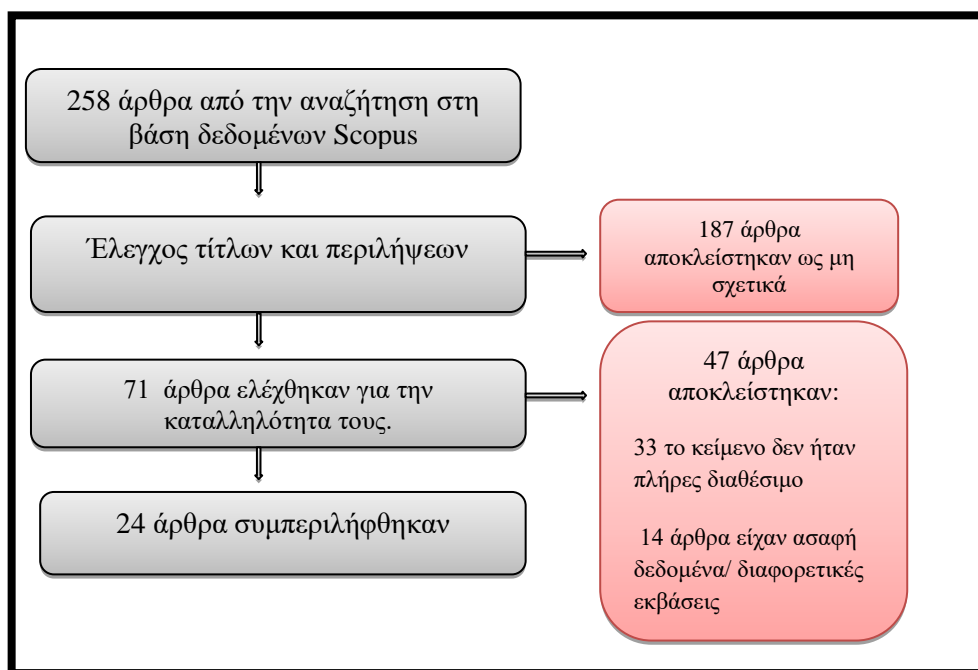 258 άρθρα από την αναζήτηση στη
βάση δεδομένων Scopus
Έλεγχος τίτλων και περιλήψεων
187 άρθρα
αποκλείστηκαν ως μη
σχετικά
71 άρθρα ελέχθηκαν για την
καταλληλότητα τους.
47 άρθρα
αποκλείστηκαν:
33 το κείμενο δεν ήταν
πλήρες διαθέσιμο
14 άρθρα είχαν ασαφή
δεδομένα/ διαφορετικές
εκβάσεις
24 άρθρα συμπεριλήφθηκαν